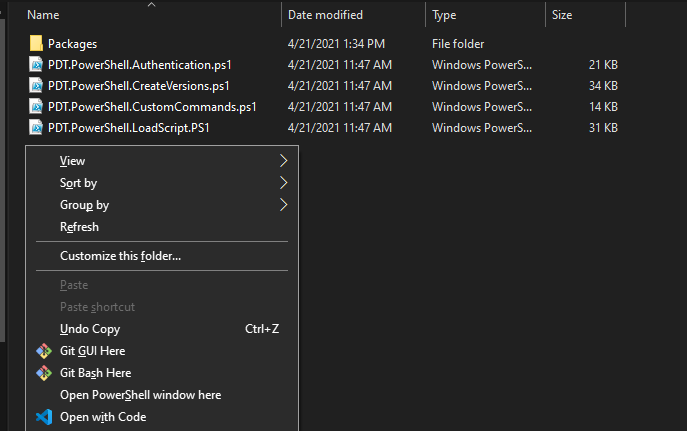 Name Date modified Type Size
Packages 4/21/2021 1:34 PM File folder
PDT.PowerShell.Authentication.ps1 4/21/2021 11:47 AM Windows PowerS... 21 KB
PDT.PowerShell.CreateVersions.ps1 4/21/2021 11:47 AM Windows PowerS... 34 KB
PDT.PowerShell.CustomCommands.ps1 4/21/2021 11:47 AM Windows PowerS... 14 KB
PDT.PowerShell.LoadScript.PS1 4/21/2021 11:47 AM Windows PowerS... 31 KB
View
Sort by
Group by
Refresh
Customize this folder...
Paste
Paste shortcut
Undo Copy Ctrl+Z
Git GUI Here
Git Bash Here
Open PowerShell window here
Open with Code